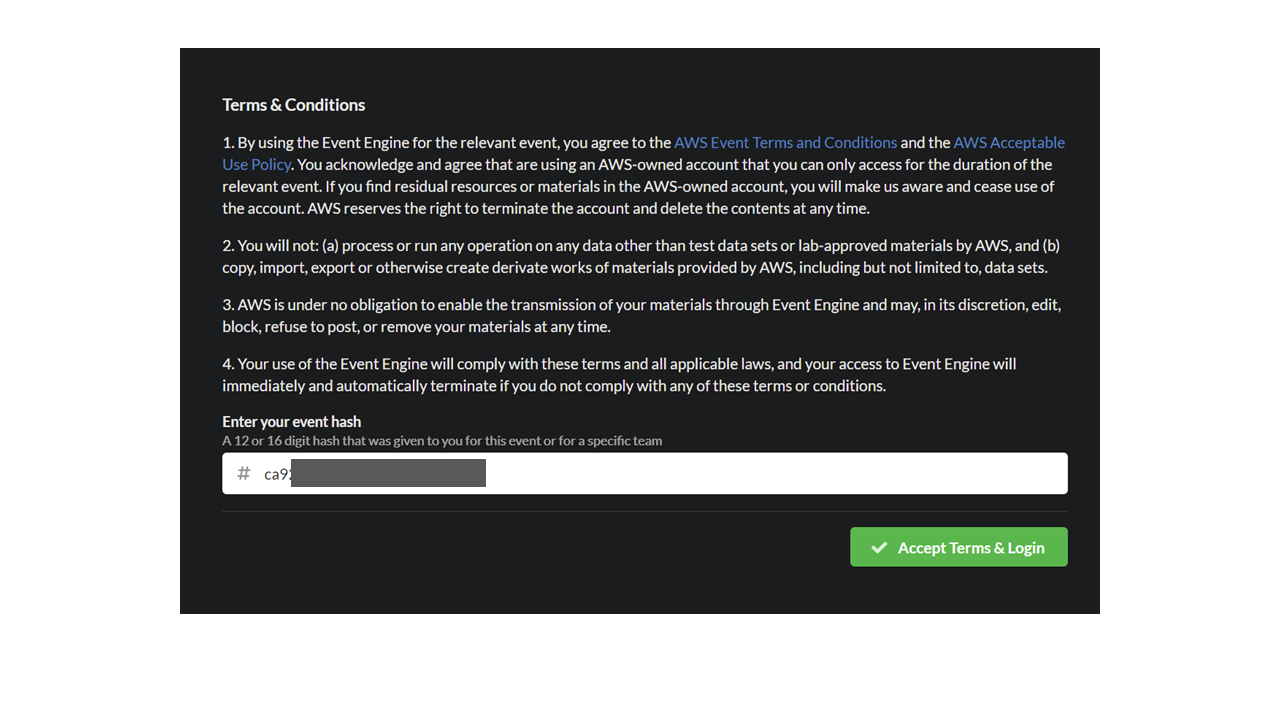 Terms & Conditions
1. By using the Event Engine for the relevant event, you agree to the AWS Event Terms and Conditions and the AWS Acceptable
Use Policy. You acknowledge and agree that are using an AWS-owned account that you can only access for the duration of the
relevant event. If you find residual resources or materials in the AWS-owned account, you will make us aware and cease use of
the account. AWS reserves the right to terminate the account and delete the contents at any time.
2. You will not: (a) process or run any operation on any data other than test data sets or lab-approved materials by AWS, and (b)
copy, import, export or otherwise create derivate works of materials provided by AWS, including but not limited to, data sets.
3. AWS is under no obligation to enable the transmission of your materials through Event Engine and may, in its discretion, edit,
block, refuse to post, or remove your materials at any time.
4. Your use of the Event Engine will comply with these terms and all applicable laws, and your access to Event Engine will
immediately and automatically terminate if you do not comply with any of these terms or conditions.
Enter your event hash
A 12 or 16 digit hash that was given to you for this event or for a specific team
# ca9
Accept Terms & Login